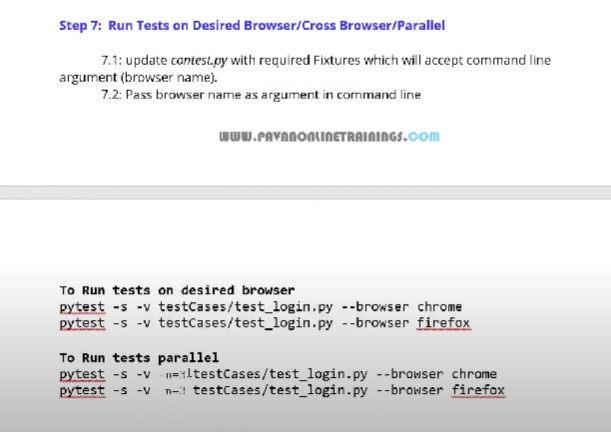 Step 7: Run Tests on Desired Browser/Cross Browser/Parallel
7.1: update contest.py with required Fixtures which will accept command line
argument (browser name).
7.2: Pass browser name as argument in command line
WWW.PAVANONLINETRAININGS.COM
To Run tests on desired browser
pytest -s -v testCases/test_login.py --browser chrome
pytest -s -v testCases/test_login.py --browser firefox
To Run tests parallel
pytest -s -v testCases/test_login.py --browser chrome
pytest -s -v testCases/test_login.py --browser firefox